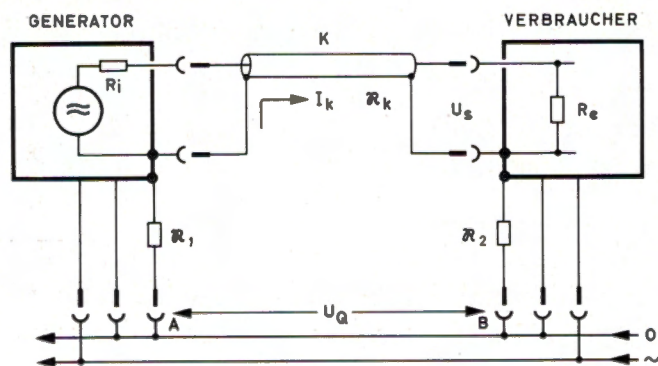 GENERATOR
VERBRAUCHER
K
Ri
Ik
ℜk
Us
Re
ℜ1
ℜ2
A
UQ
B
0
~